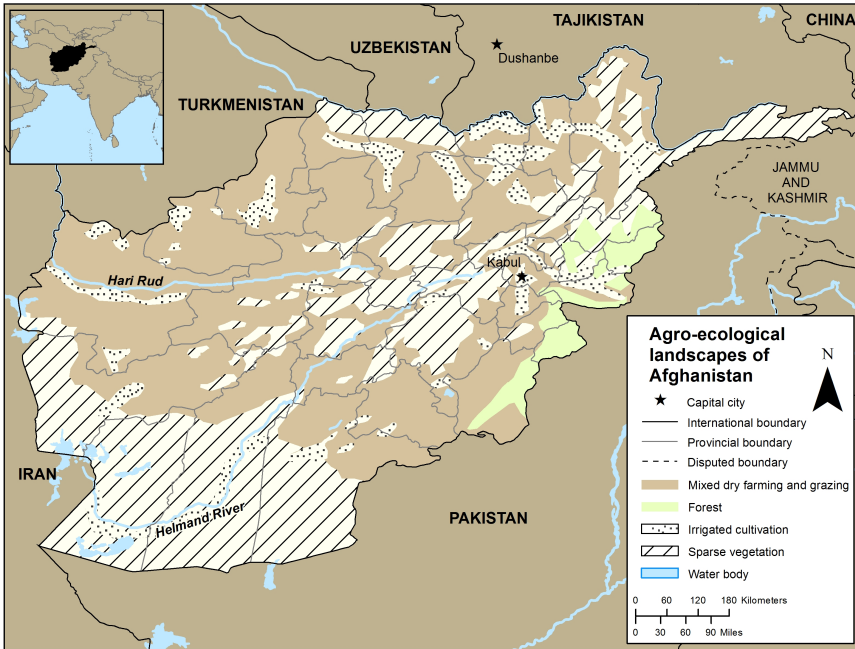 TAJIKISTAN
CHINA
UZBEKISTAN
Dushanbe
TURKMENISTAN
JAMMU
AND
KASHMIR
Kabul
Hari Rud
IRAN
Helmand River
PAKISTAN
Agro-ecological
landscapes of
Afghanistan
N
Capital city
International boundary
Provincial boundary
Disputed boundary
Mixed dry farming and grazing
Forest
Irrigated cultivation
Sparse vegetation
Water body
0 60 120 180 Kilometers
0 30 60 90 Miles